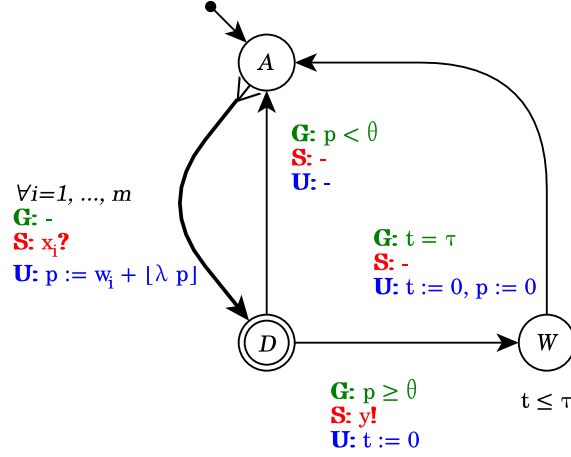 A
G: p < θ
S: -
U: -
∀i=1, ..., m
G: -
S: xᵢ?
U: p := wᵢ + ⌊λ p⌋
G: t = τ
S: -
U: t := 0, p := 0
D
W
G: p ≥ θ
S: y!
U: t := 0
t ≤ τ